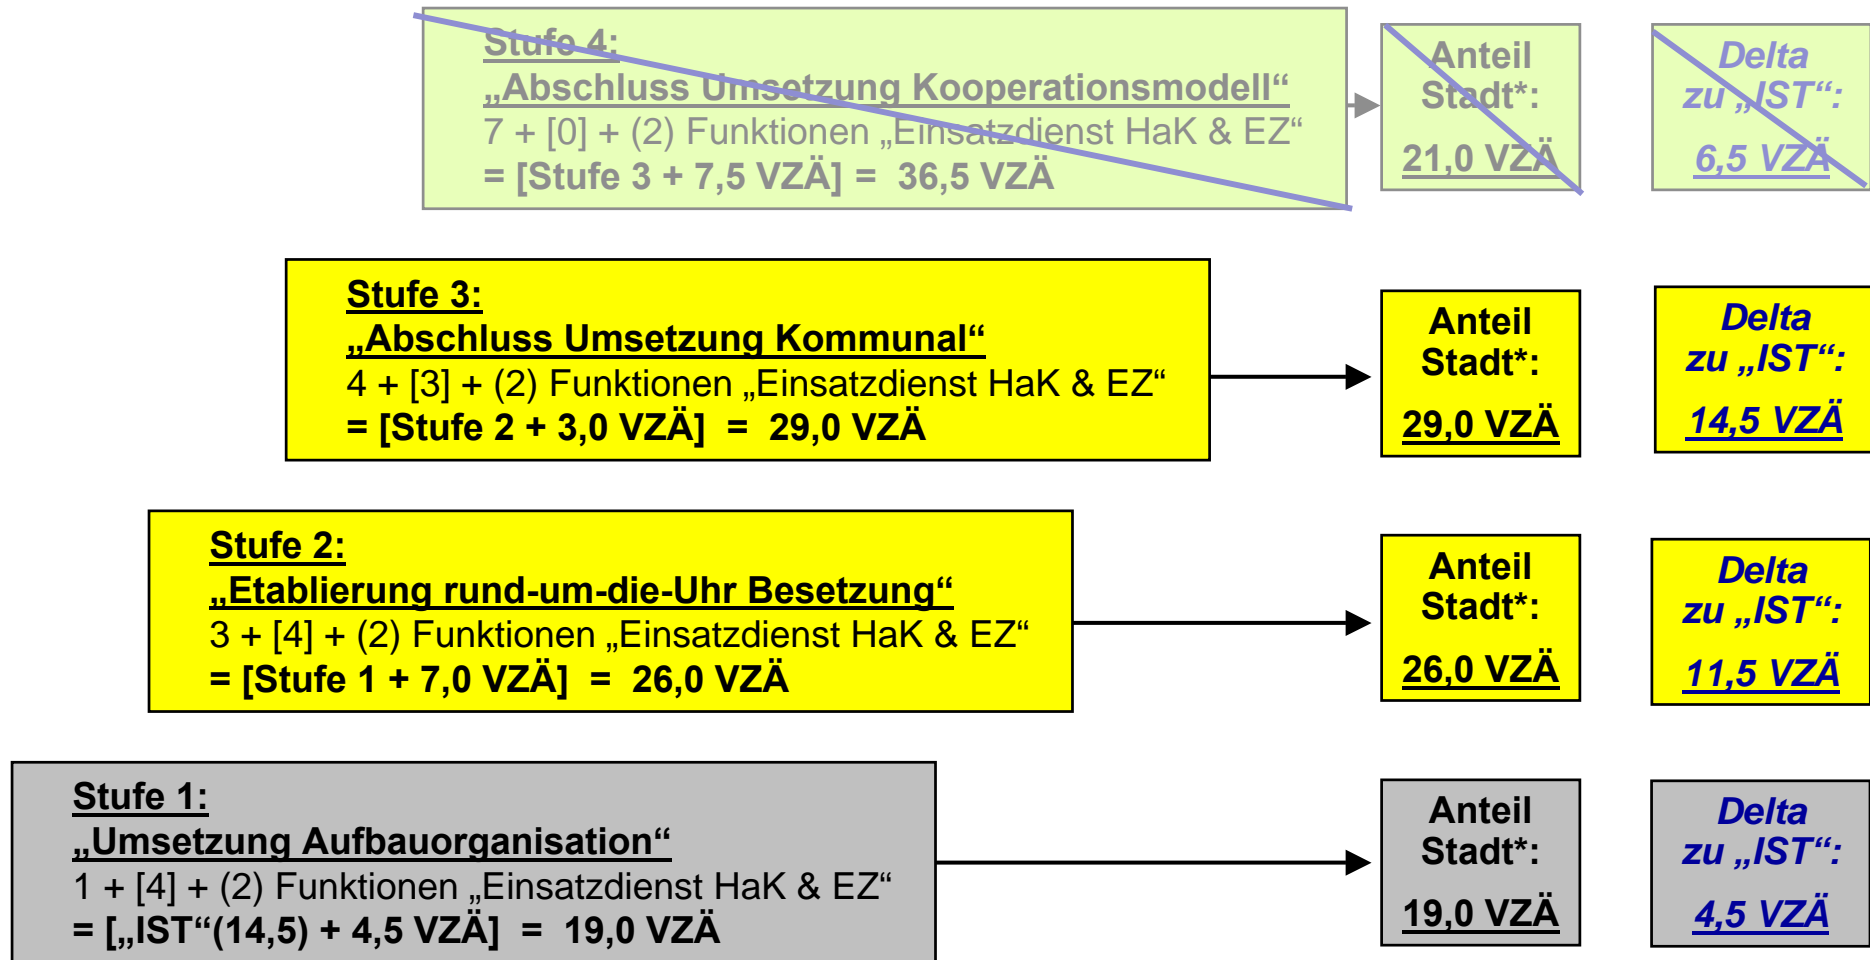 Stufe 4:
„Abschluss Umsetzung Kooperationsmodell“
7 + [0] + (2) Funktionen „Einsatzdienst HaK & EZ“
= [Stufe 3 + 7,5 VZÄ] = 36,5 VZÄ
Anteil
Stadt*:
21,0 VZÄ
Delta
zu „IST“:
6,5 VZÄ
Stufe 3:
„Abschluss Umsetzung Kommunal“
4 + [3] + (2) Funktionen „Einsatzdienst HaK & EZ“
= [Stufe 2 + 3,0 VZÄ] = 29,0 VZÄ
Anteil
Stadt*:
29,0 VZÄ
Delta
zu „IST“:
14,5 VZÄ
Stufe 2:
„Etablierung rund-um-die-Uhr Besetzung“
3 + [4] + (2) Funktionen „Einsatzdienst HaK & EZ“
= [Stufe 1 + 7,0 VZÄ] = 26,0 VZÄ
Anteil
Stadt*:
26,0 VZÄ
Delta
zu „IST“:
11,5 VZÄ
Stufe 1:
„Umsetzung Aufbauorganisation“
1 + [4] + (2) Funktionen „Einsatzdienst HaK & EZ“
= [„IST“(14,5) + 4,5 VZÄ] = 19,0 VZÄ
Anteil
Stadt*:
19,0 VZÄ
Delta
zu „IST“:
4,5 VZÄ